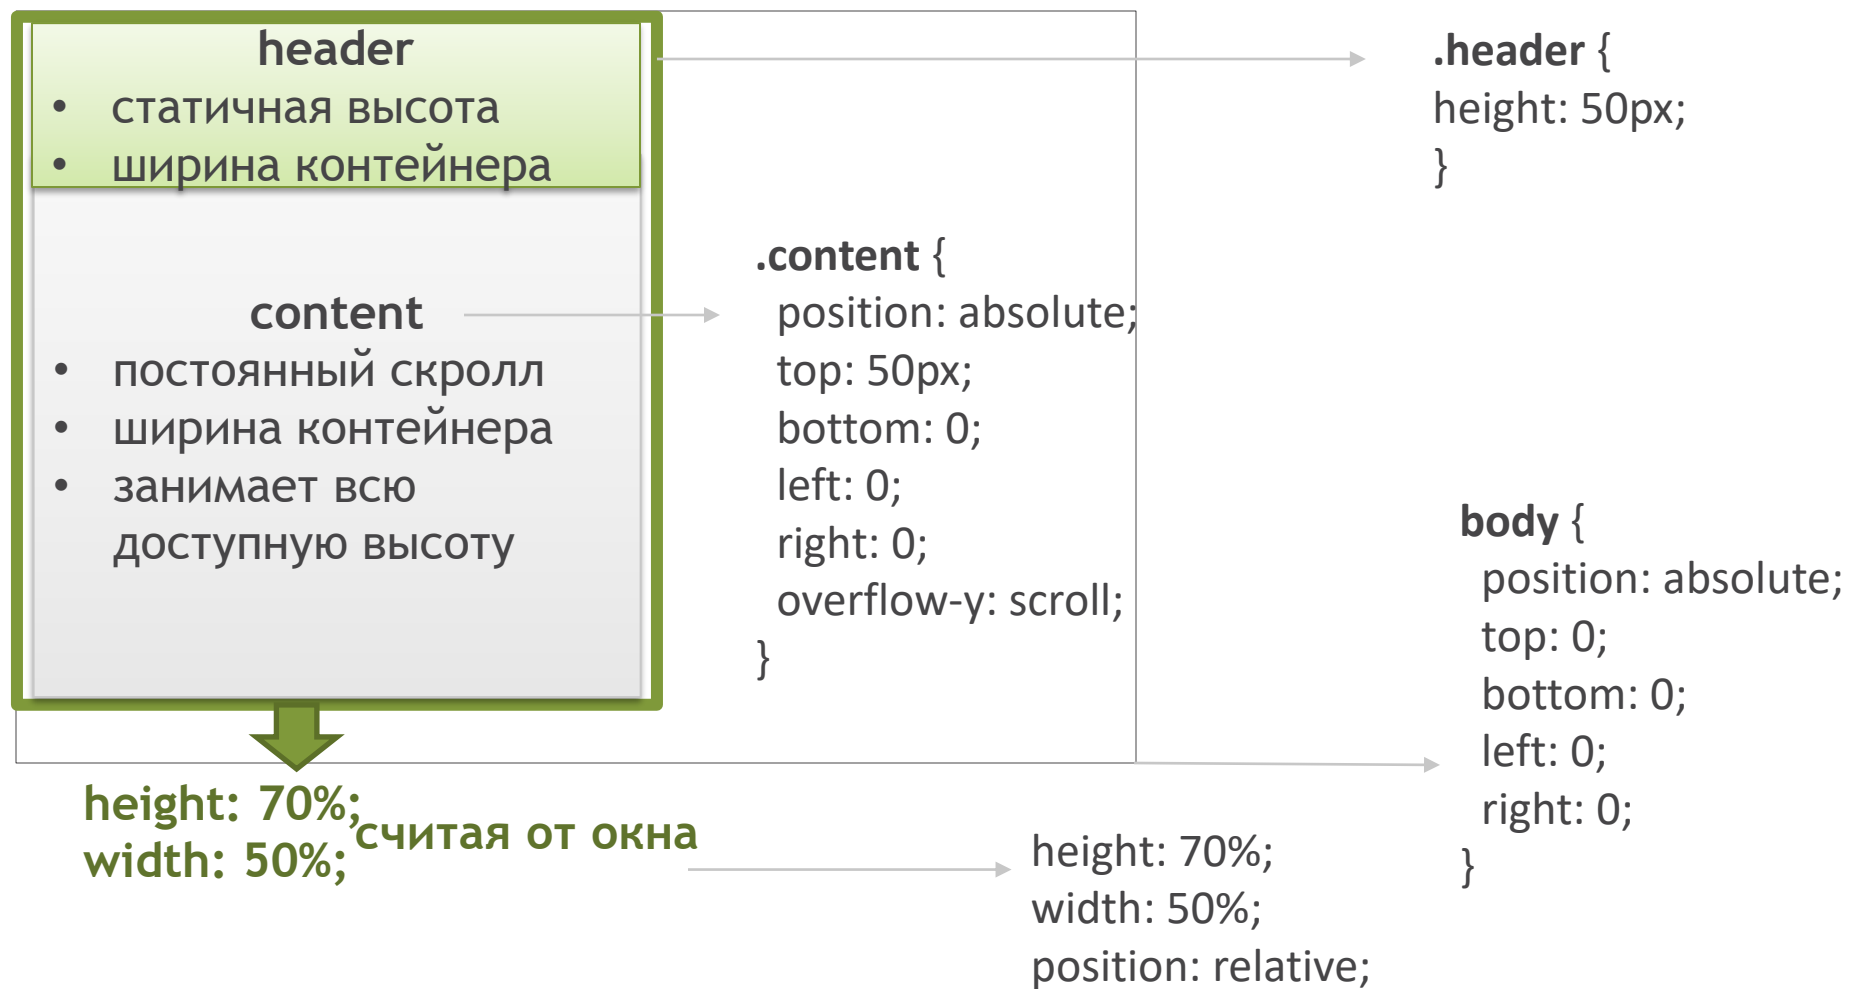 header
• статичная высота
• ширина контейнера
content
• постоянный скролл
• ширина контейнера
• занимает всю
доступную высоту
height: 70%;
width: 50%;
считая от окна
.content {
position: absolute;
top: 50px;
bottom: 0;
left: 0;
right: 0;
overflow-y: scroll;
}
.header {
height: 50px;
}
body {
position: absolute;
top: 0;
bottom: 0;
left: 0;
right: 0;
}
height: 70%;
width: 50%;
position: relative;